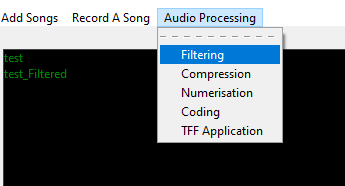 Add Songs Record A Song Audio Processing
Filtering
Compression
Numerisation
Coding
TFF Application
test
test_Filtered